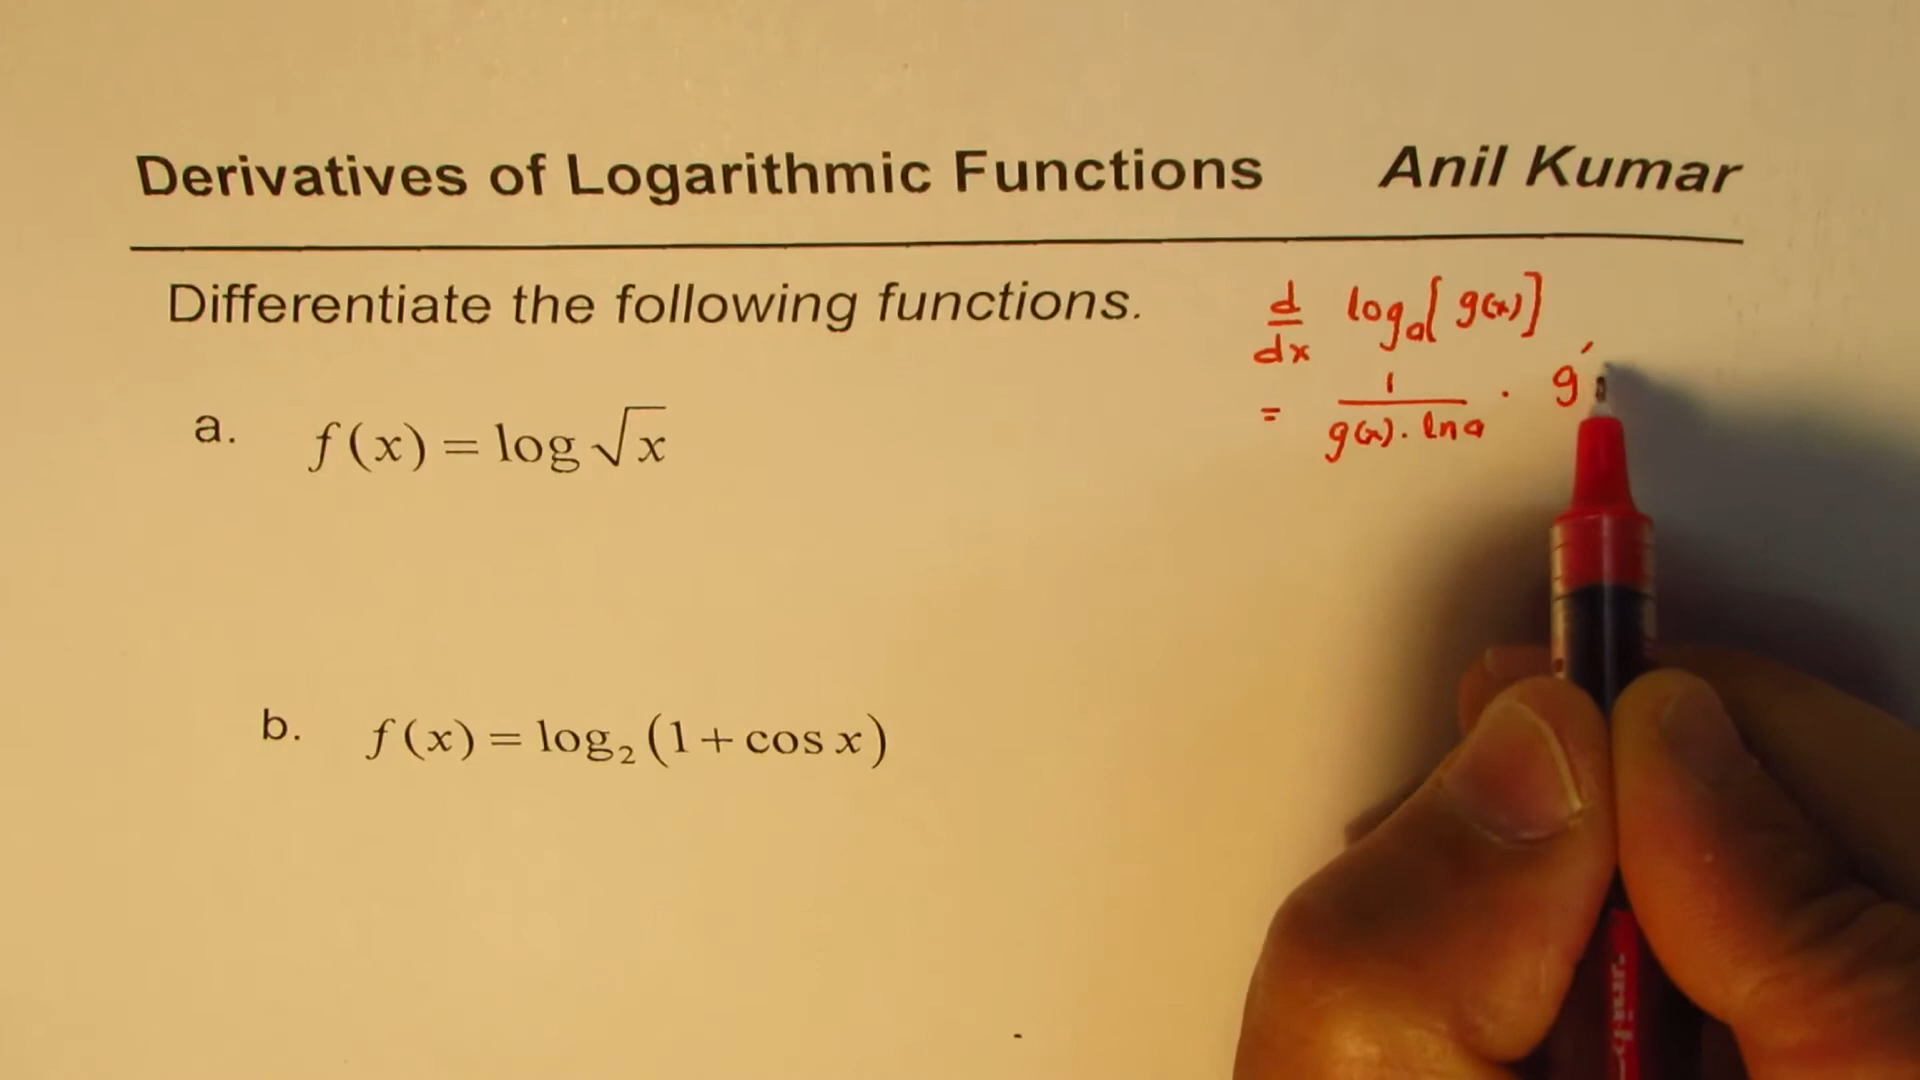 Derivatives of Logarithmic Functions Anil Kumar
Differentiate the following functions.
d/dx log_a[g(x)]
= 1/(g(x) · ln a) · g′
a. f(x) = log √x
b. f(x) = log₂(1 + cos x)